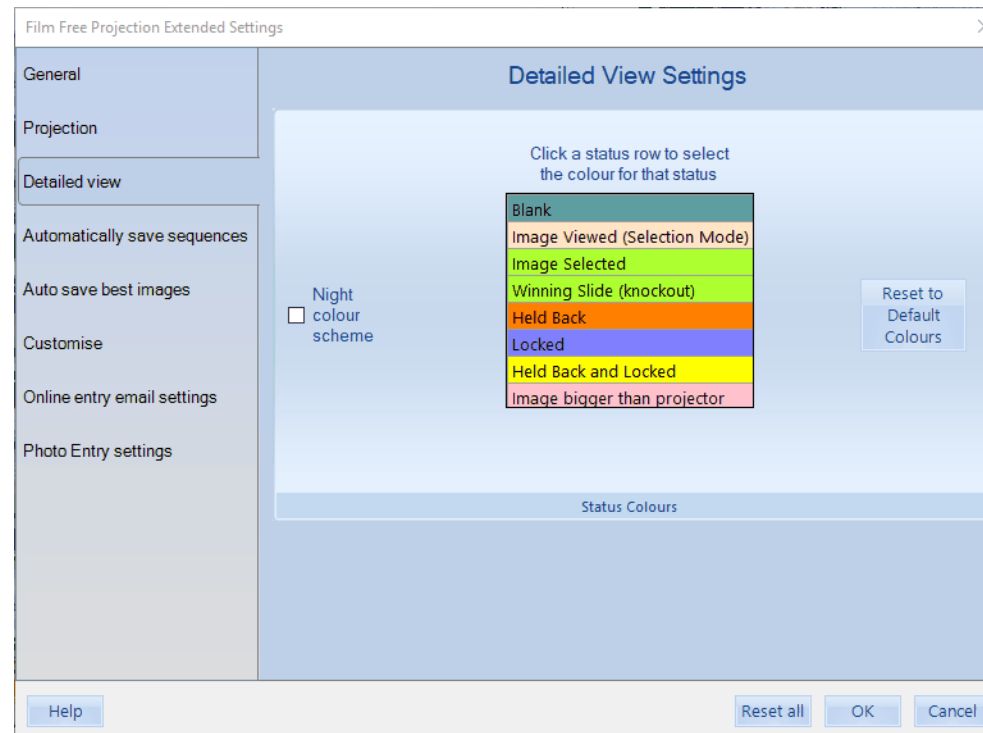 Film Free Projection Extended Settings
General
Projection
Detailed view
Automatically save sequences
Auto save best images
Customise
Online entry email settings
Photo Entry settings
Detailed View Settings
Click a status row to select
the colour for that status
Blank
Image Viewed (Selection Mode)
Image Selected
Winning Slide (knockout)
Held Back
Locked
Held Back and Locked
Image bigger than projector
Night
colour
scheme
Reset to
Default
Colours
Status Colours
Help
Reset all
OK
Cancel